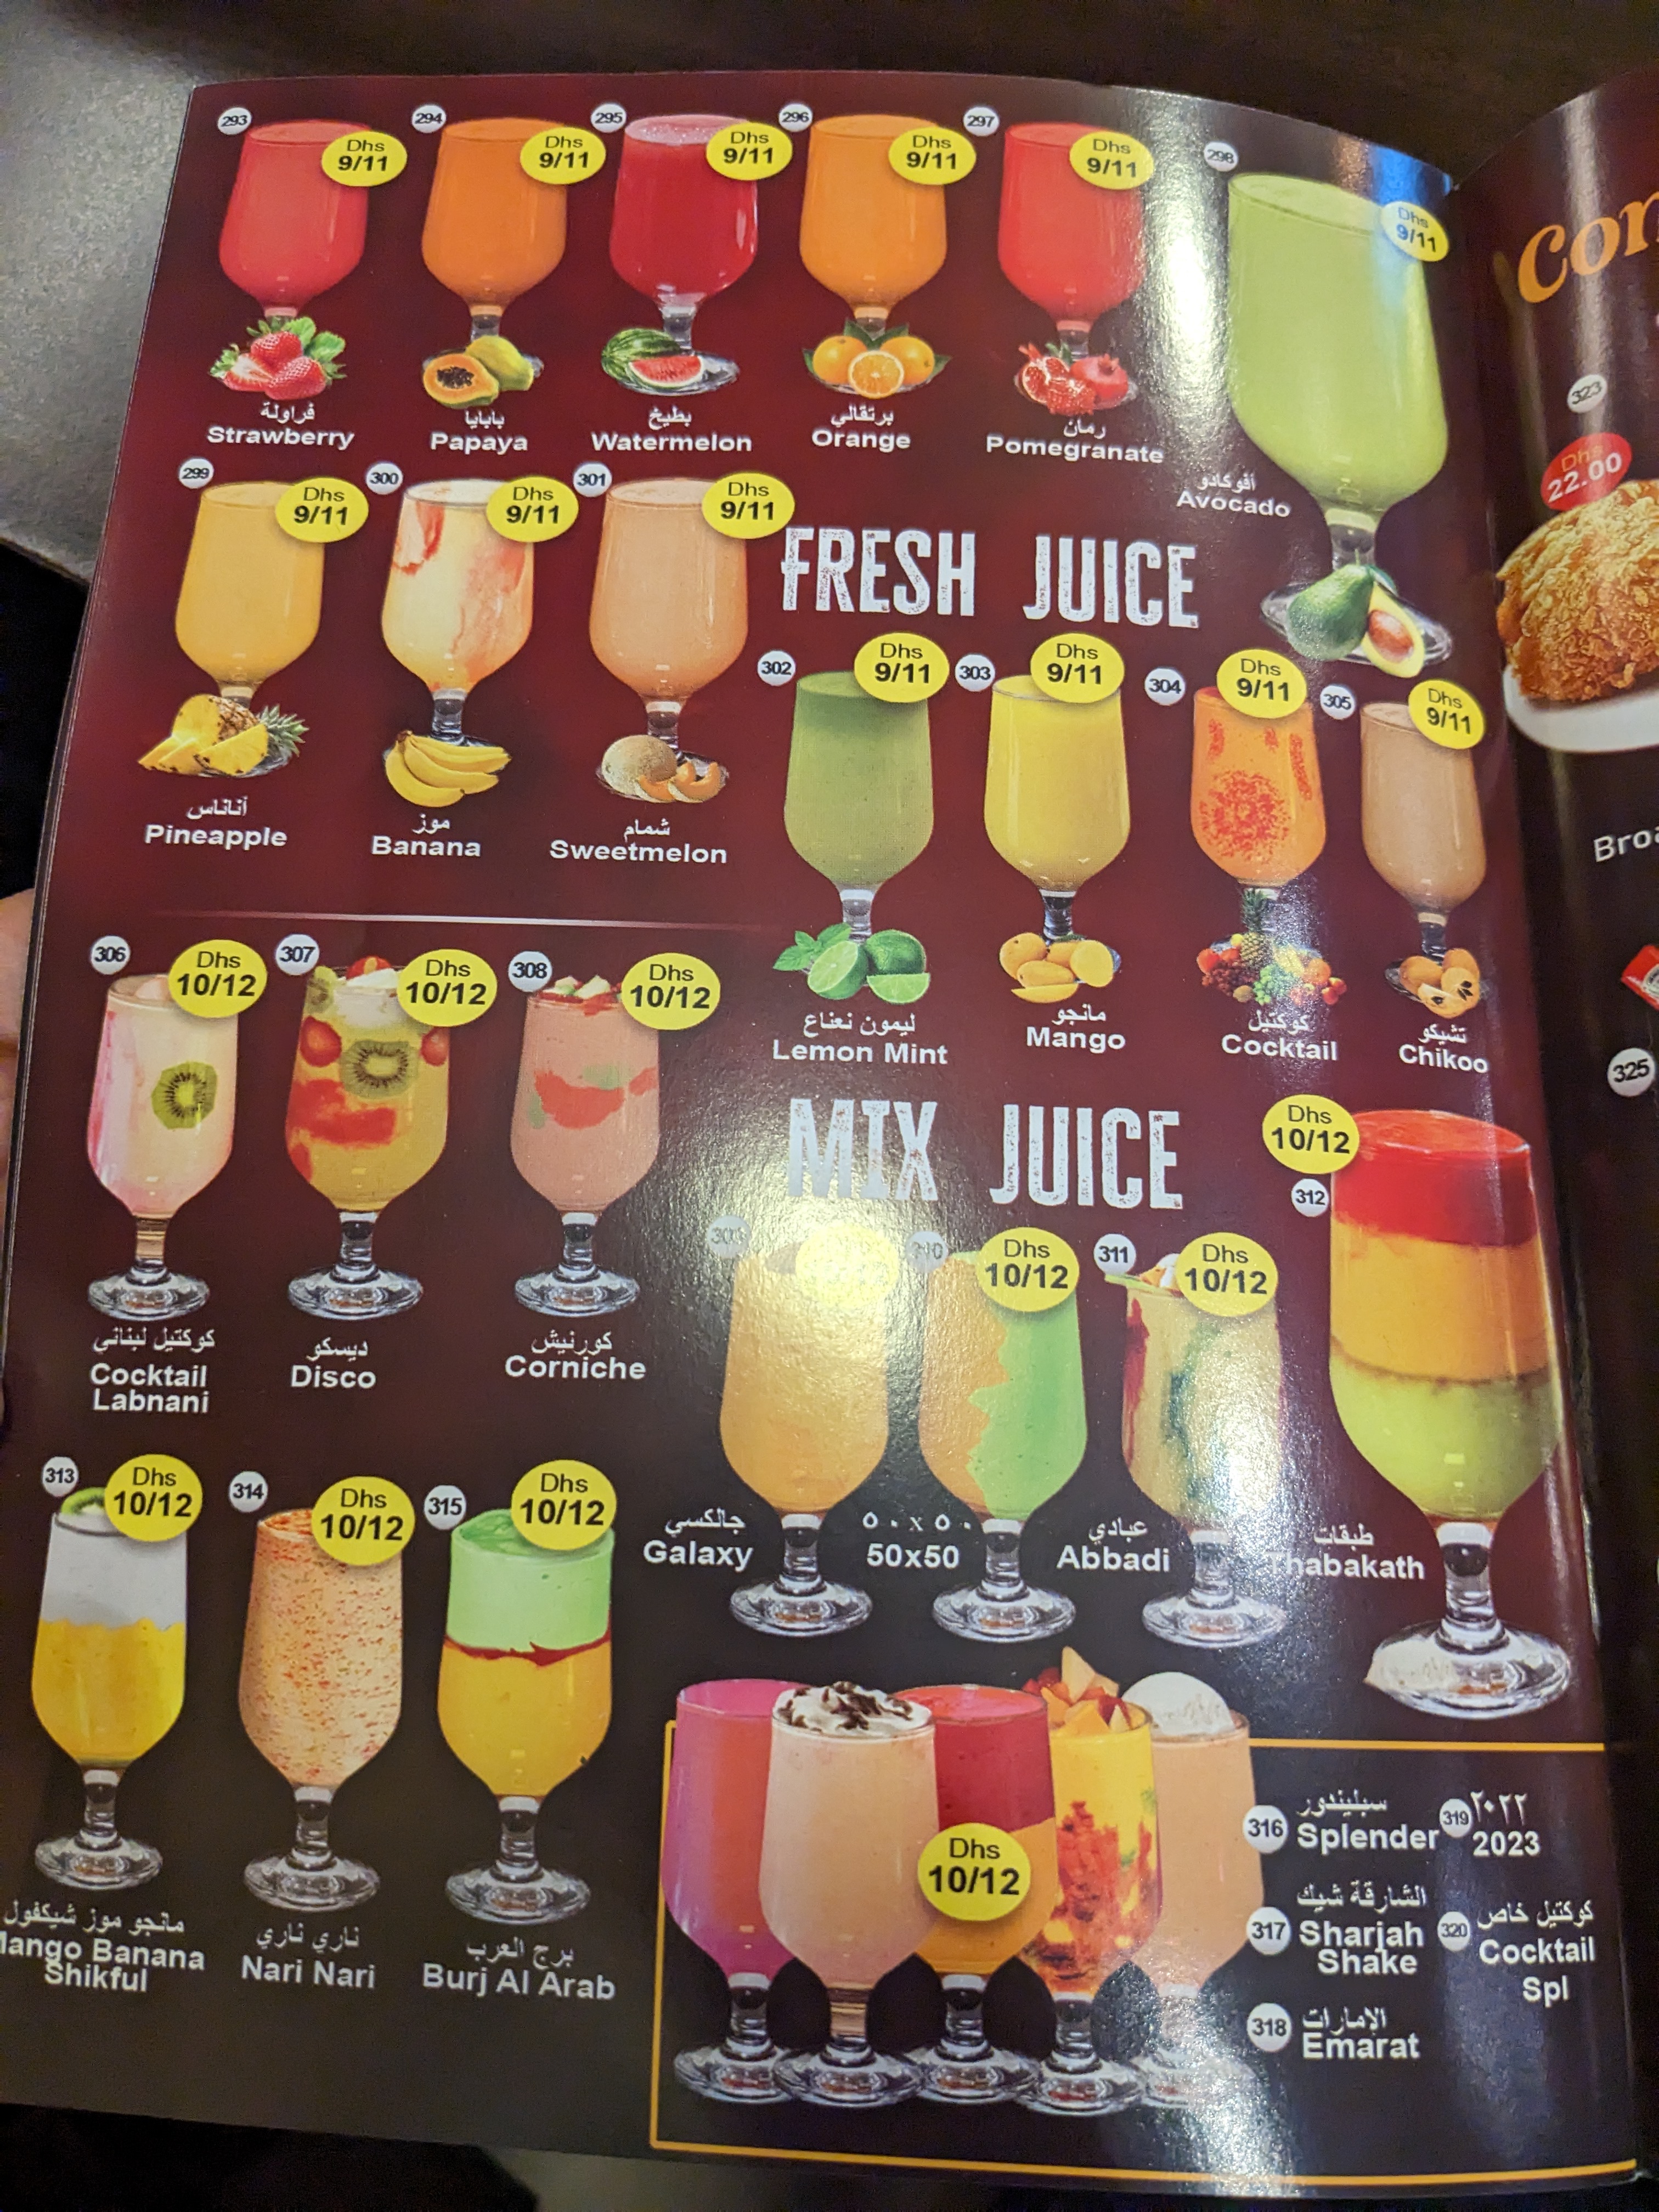 293
Dhs
9/11
فراولة
Strawberry
294
Dhs
9/11
بابايا
Papaya
295
Dhs
9/11
بطيخ
Watermelon
296
Dhs
9/11
برتقالي
Orange
297
Dhs
9/11
رمان
Pomegranate
298
Dhs
9/11
أفوكادو
Avocado
299
Dhs
9/11
أناناس
Pineapple
300
Dhs
9/11
موز
Banana
301
Dhs
9/11
شمام
Sweetmelon
FRESH JUICE
302
Dhs
9/11
ليمون نعناع
Lemon Mint
303
Dhs
9/11
مانجو
Mango
304
Dhs
9/11
كوكتيل
Cocktail
305
Dhs
9/11
تشيكو
Chikoo
306
Dhs
10/12
كوكتيل لبناني
Cocktail
Labnani
307
Dhs
10/12
ديسكو
Disco
308
Dhs
10/12
كورنيش
Corniche
MIX JUICE
309
جالكسي
Galaxy
310
Dhs
10/12
٥٠x٥٠
50x50
311
Dhs
10/12
عبادي
Abbadi
Dhs
10/12
312
طبقات
Thabakath
313
Dhs
10/12
مانجو موز شيكفول
Mango Banana
Shikful
314
Dhs
10/12
ناري ناري
Nari Nari
315
Dhs
10/12
برج العرب
Burj Al Arab
Dhs
10/12
316
سبليندور
Splender
317
الشارقة شيك
Sharjah
Shake
318
الإمارات
Emarat
319
٢٠٢٢
2023
320
كوكتيل خاص
Cocktail
Spl
323
Dhs
22.00
325